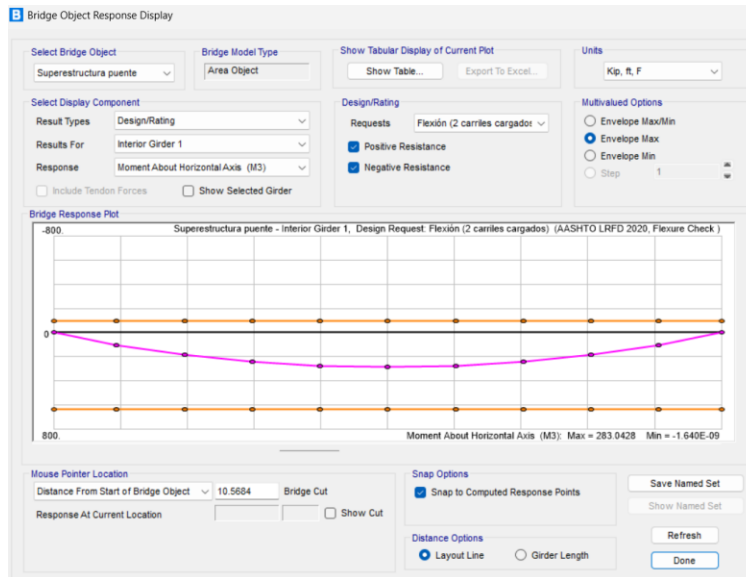 Bridge Object Response Display
Select Bridge Object
Superestructura puente
Bridge Model Type
Area Object
Show Tabular Display of Current Plot
Show Table...
Export To Excel...
Units
Kip, ft, F
Select Display Component
Result Types
Design/Rating
Results For
Interior Girder 1
Response
Moment About Horizontal Axis (M3)
Include Tendon Forces
Show Selected Girder
Design/Rating
Requests
Flexión (2 carriles cargados
Positive Resistance
Negative Resistance
Multivalued Options
Envelope Max/Min
Envelope Max
Envelope Min
Step
1
Bridge Response Plot
-800.
Superestructura puente - Interior Girder 1, Design Request: Flexión (2 carriles cargados) (AASHTO LRFD 2020, Flexure Check )
0
800.
Moment About Horizontal Axis (M3): Max = 283.0428 Min = -1.640E-09
Mouse Pointer Location
Distance From Start of Bridge Object
10.5684
Bridge Cut
Response At Current Location
Show Cut
Snap Options
Snap to Computed Response Points
Distance Options
Layout Line
Girder Length
Save Named Set
Show Named Set
Refresh
Done